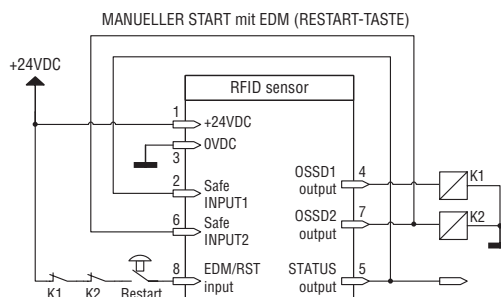 MANUELLER START mit EDM (RESTART-TASTE)
+24VDC
RFID sensor
1
+24VDC
0VDC
3
2
Safe
INPUT1
6
Safe
INPUT2
8
EDM/RST
input
OSSD1
output
4
K1
OSSD2
output
7
K2
STATUS
output
5
K1
K2
Restart